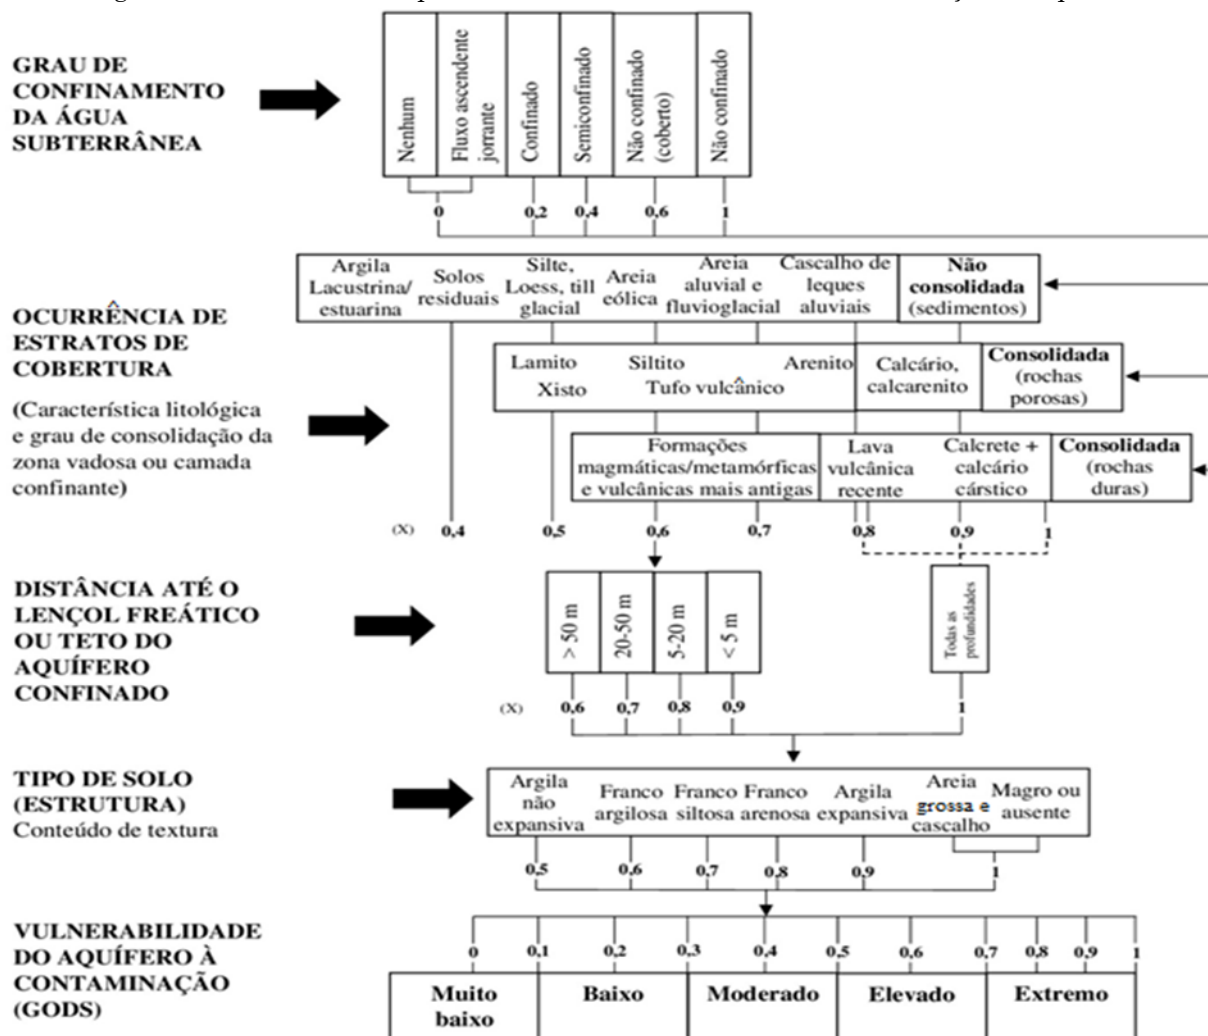 GRAU DE
CONFINAMENTO
DA ÁGUA
SUBTERRÂNEA
Nenhum
Fluxo ascendente
jorrante
Confinado
Semiconfinado
Não confinado
(coberto)
Não confinado
0 0,2 0,4 0,6 1
OCURRÊNCIA DE
ESTRATOS DE
COBERTURA
(Característica litológica
e grau de consolidação da
zona vadosa ou camada
confinante)
Argila
Lacustrina/
estuarina
Solos
residuais
Silte,
Loess, till
glacial
Areia
eólica
Areia
aluvial e
fluvioglacial
Cascalho de
leques
aluviais
Não
consolidada
(sedimentos)
Lamito
Xisto
Siltito
Tufo vulcânico
Arenito
Calcário,
calcarenito
Consolidada
(rochas
porosas)
Formações
magmáticas/metamórficas
e vulcânicas mais antigas
Lava
vulcânica
recente
Calcrete +
calcário
cárstico
Consolidada
(rochas
duras)
(X) 0,4 0,5 0,6 0,7 0,8 0,9 1
DISTÂNCIA ATÉ O
LENÇOL FREÁTICO
OU TETO DO
AQUÍFERO
CONFINADO
> 50 m
20-50 m
5-20 m
< 5 m
Todas as
profundidades
(X) 0,6 0,7 0,8 0,9 1
TIPO DE SOLO
(ESTRUTURA)
Conteúdo de textura
Argila
não
expansiva
Franco
argilosa
Franco
siltosa
Franco
arenosa
Argila
expansiva
Areia
grossa e
cascalho
Magro ou
ausente
0,5 0,6 0,7 0,8 0,9 1
VULNERABILIDADE
DO AQUÍFERO À
CONTAMINAÇÃO
(GODS)
0 0,1 0,2 0,3 0,4 0,5 0,6 0,7 0,8 0,9 1
Muito
baixo
Baixo
Moderado
Elevado
Extremo